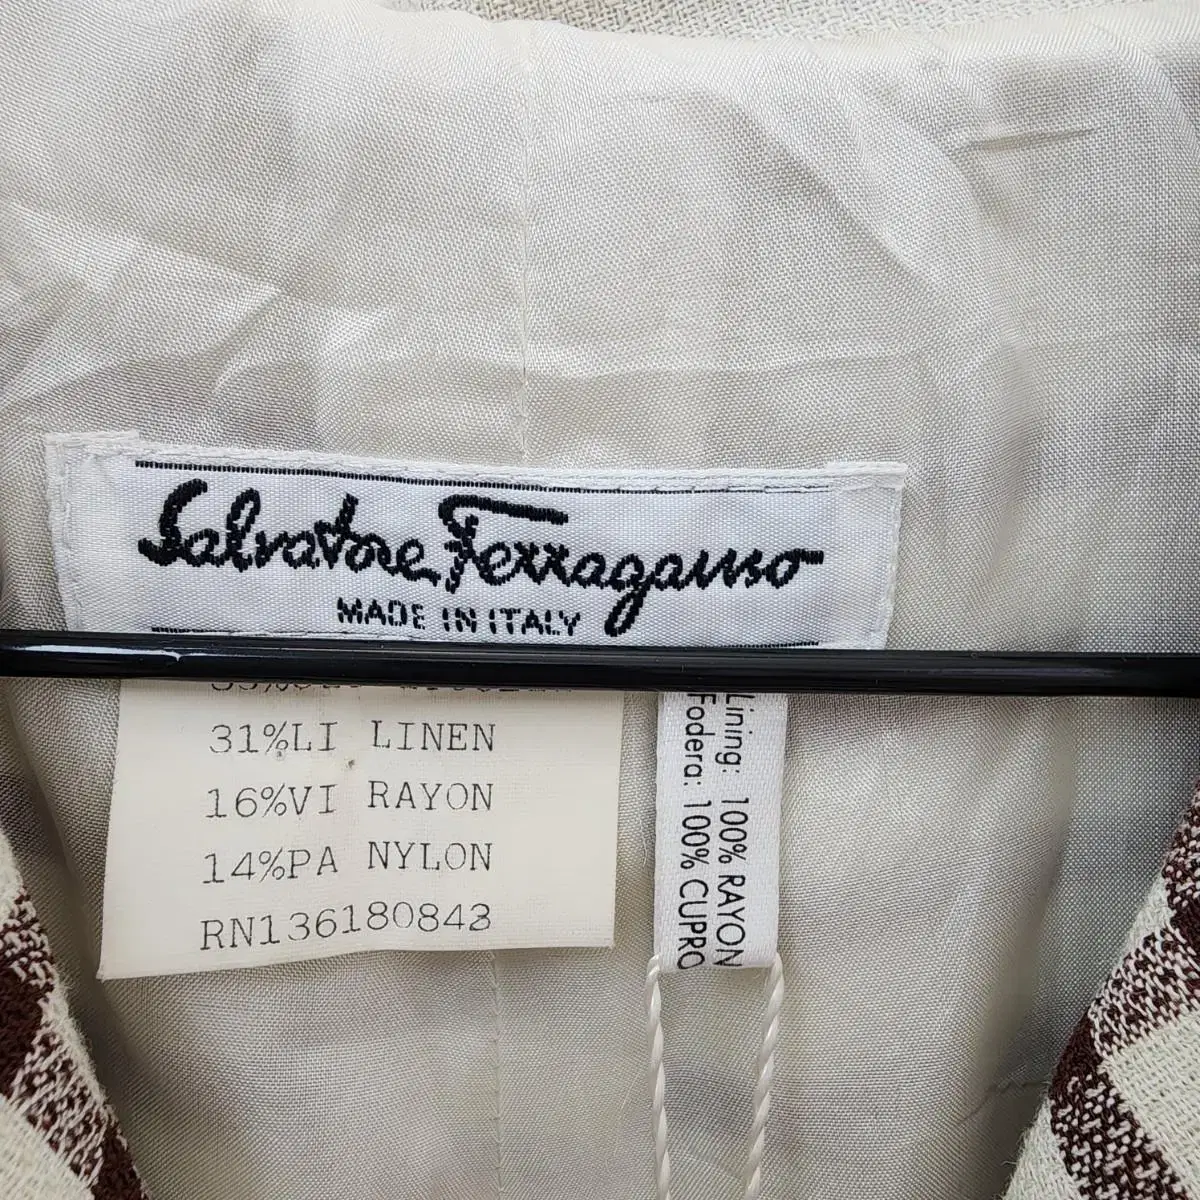 Salvatore Ferragamo
MADE IN ITALY
31%LI LINEN
16%VI RAYON
14%PA NYLON
RN136180843
Lining: 100% RAYON
Fodera: 100% CUPRO